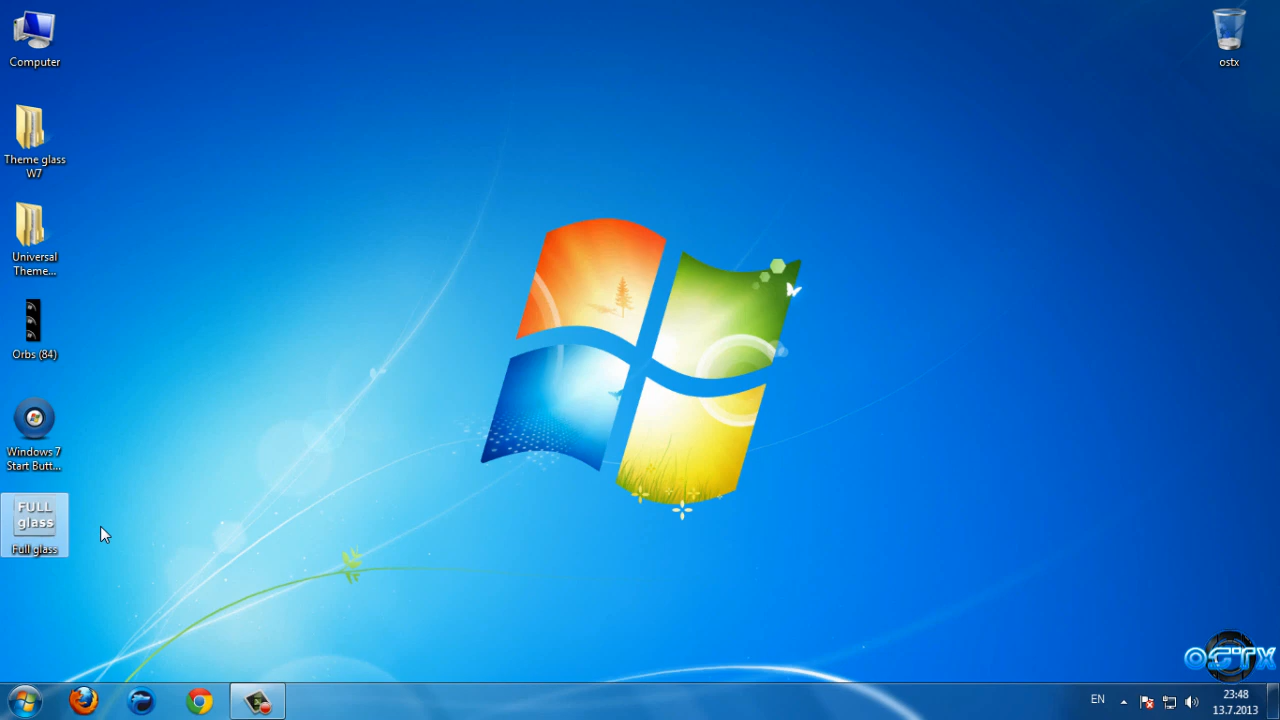 Computer
ostx
Theme glass
W7
Universal
Theme...
Orbs (84)
Windows 7
Start Butt...
FULL
glass
Full glass
OSTX
EN
23:48
13.7.2013